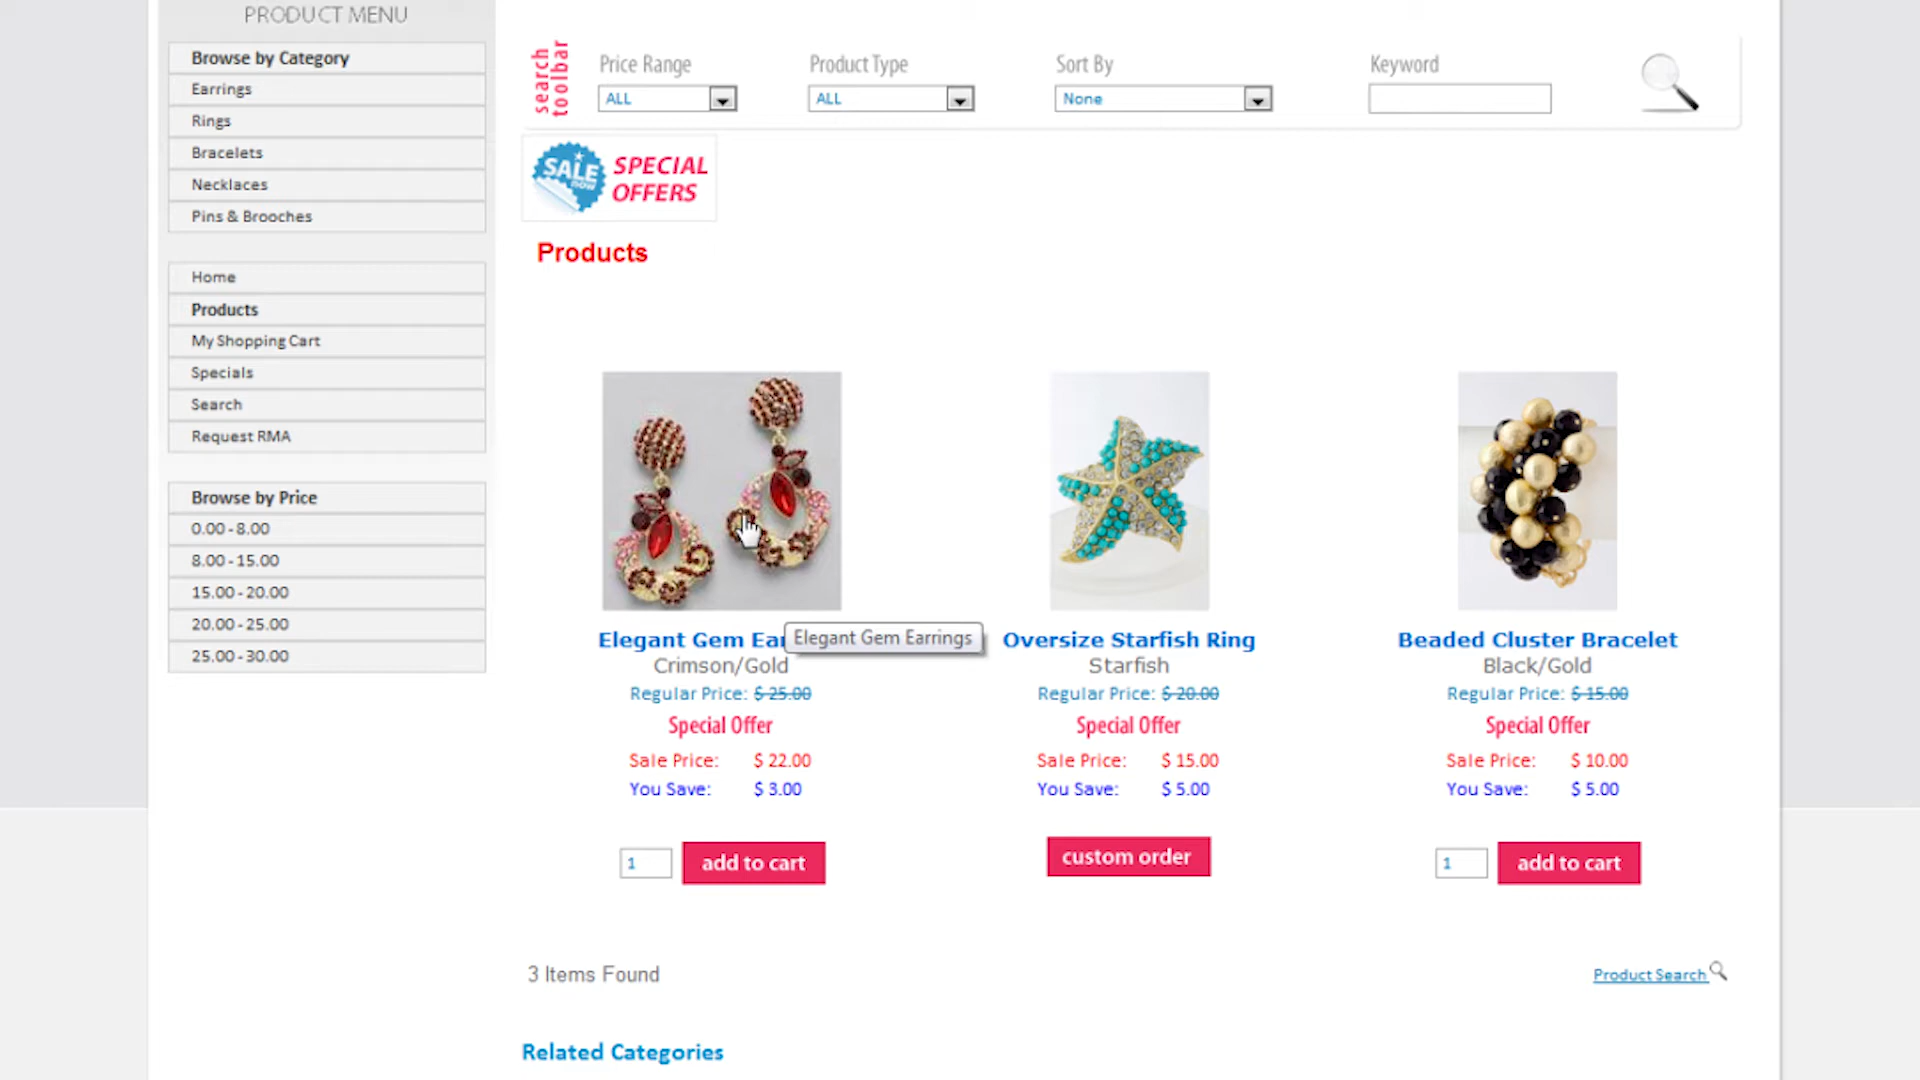 PRODUCT MENU
Browse by Category
Earrings
Rings
Bracelets
Necklaces
Pins & Brooches
Home
Products
My Shopping Cart
Specials
Search
Request RMA
Browse by Price
0.00 - 8.00
8.00 - 15.00
15.00 - 20.00
20.00 - 25.00
25.00 - 30.00
search
toolbar
Price Range
Product Type
Sort By
Keyword
ALL
ALL
None
SALE
now
SPECIAL
OFFERS
Products
Elegant Gem Ear
Elegant Gem Earrings
Crimson/Gold
Regular Price: $ 25.00
Special Offer
Sale Price: $ 22.00
You Save: $ 3.00
1
add to cart
Oversize Starfish Ring
Starfish
Regular Price: $ 20.00
Special Offer
Sale Price: $ 15.00
You Save: $ 5.00
custom order
Beaded Cluster Bracelet
Black/Gold
Regular Price: $ 15.00
Special Offer
Sale Price: $ 10.00
You Save: $ 5.00
1
add to cart
3 Items Found
Product Search
Related Categories